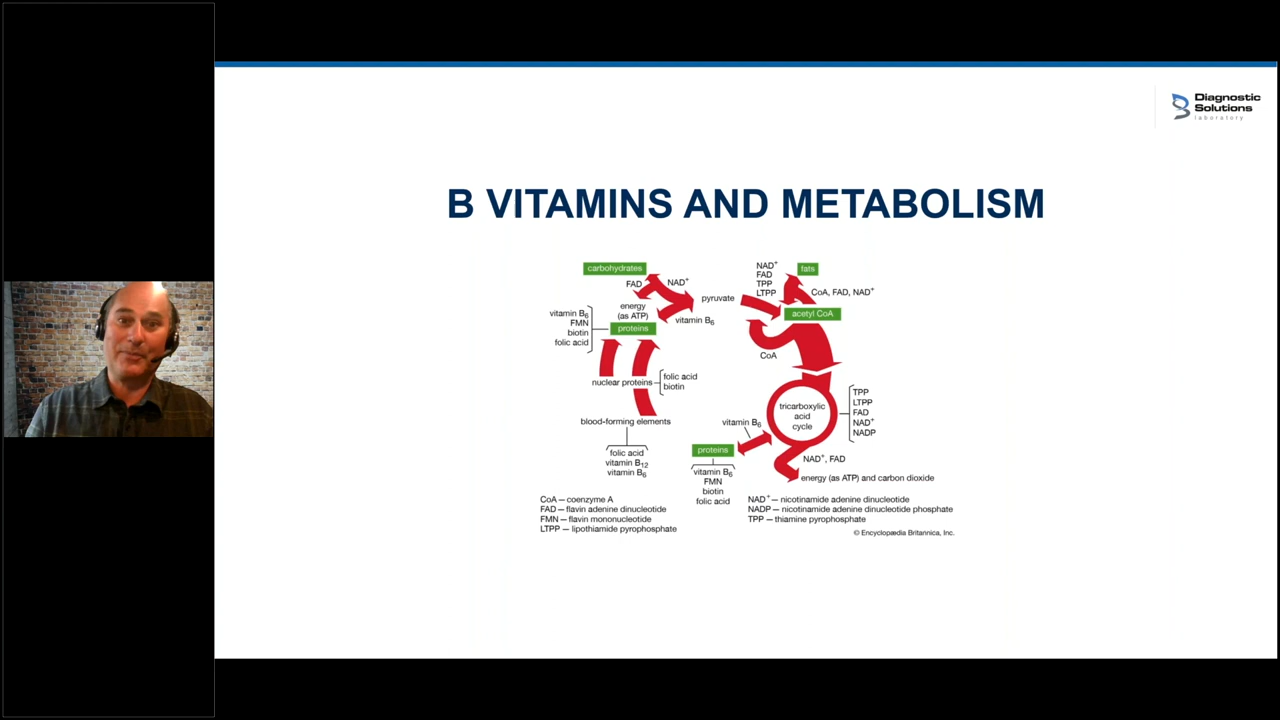 Diagnostic
Solutions
laboratory
B VITAMINS AND METABOLISM
carbohydrates
FAD
NAD⁺
energy
(as ATP)
vitamin B₆
FMN
biotin
folic acid
proteins
vitamin B₆
pyruvate
NAD⁺
FAD
TPP
LTPP
fats
CoA, FAD, NAD⁺
acetyl CoA
CoA
nuclear proteins
folic acid
biotin
blood-forming elements
folic acid
vitamin B₁₂
vitamin B₆
tricarboxylic
acid
cycle
TPP
LTPP
FAD
NAD⁺
NADP
vitamin B₆
proteins
vitamin B₆
FMN
biotin
folic acid
NAD⁺, FAD
energy (as ATP) and carbon dioxide
CoA — coenzyme A
FAD — flavin adenine dinucleotide
FMN — flavin mononucleotide
LTPP — lipothiamide pyrophosphate
NAD⁺ — nicotinamide adenine dinucleotide
NADP — nicotinamide adenine dinucleotide phosphate
TPP — thiamine pyrophosphate
© Encyclopædia Britannica, Inc.